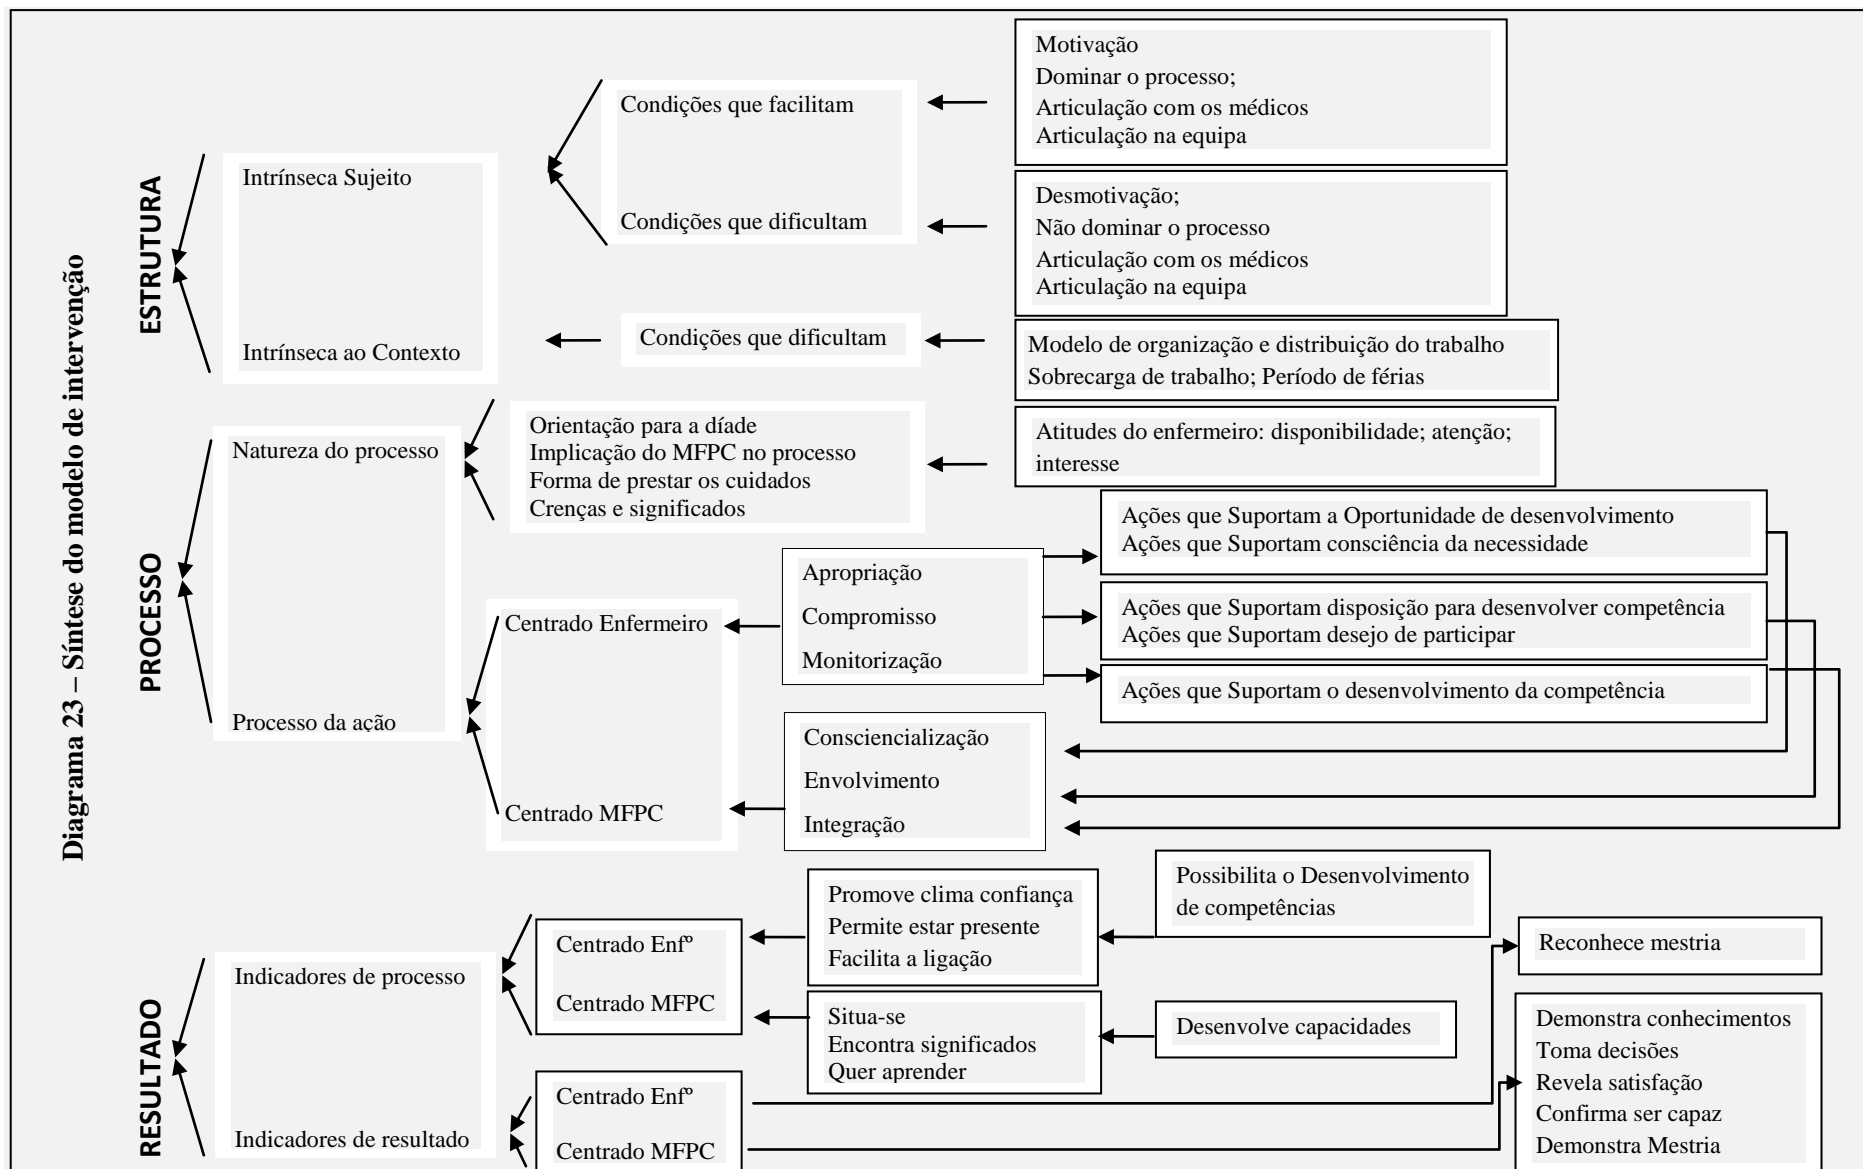 Diagrama 23 – Síntese do modelo de intervenção
ESTRUTURA
Intrínseca Sujeito
Intrínseca ao Contexto
Condições que facilitam
Condições que dificultam
Condições que dificultam
Motivação
Dominar o processo;
Articulação com os médicos
Articulação na equipa
Desmotivação;
Não dominar o processo
Articulação com os médicos
Articulação na equipa
Modelo de organização e distribuição do trabalho
Sobrecarga de trabalho; Período de férias
PROCESSO
Natureza do processo
Processo da ação
Orientação para a díade
Implicação do MFPC no processo
Forma de prestar os cuidados
Crenças e significados
Atitudes do enfermeiro: disponibilidade; atenção;
interesse
Centrado Enfermeiro
Centrado MFPC
Apropriação
Compromisso
Monitorização
Ações que Suportam a Oportunidade de desenvolvimento
Ações que Suportam consciência da necessidade
Ações que Suportam disposição para desenvolver competência
Ações que Suportam desejo de participar
Ações que Suportam o desenvolvimento da competência
Consciencialização
Envolvimento
Integração
RESULTADO
Indicadores de processo
Indicadores de resultado
Centrado Enfº
Centrado MFPC
Promove clima confiança
Permite estar presente
Facilita a ligação
Possibilita o Desenvolvimento
de competências
Situa-se
Encontra significados
Quer aprender
Desenvolve capacidades
Centrado Enfº
Centrado MFPC
Reconhece mestria
Demonstra conhecimentos
Toma decisões
Revela satisfação
Confirma ser capaz
Demonstra Mestria